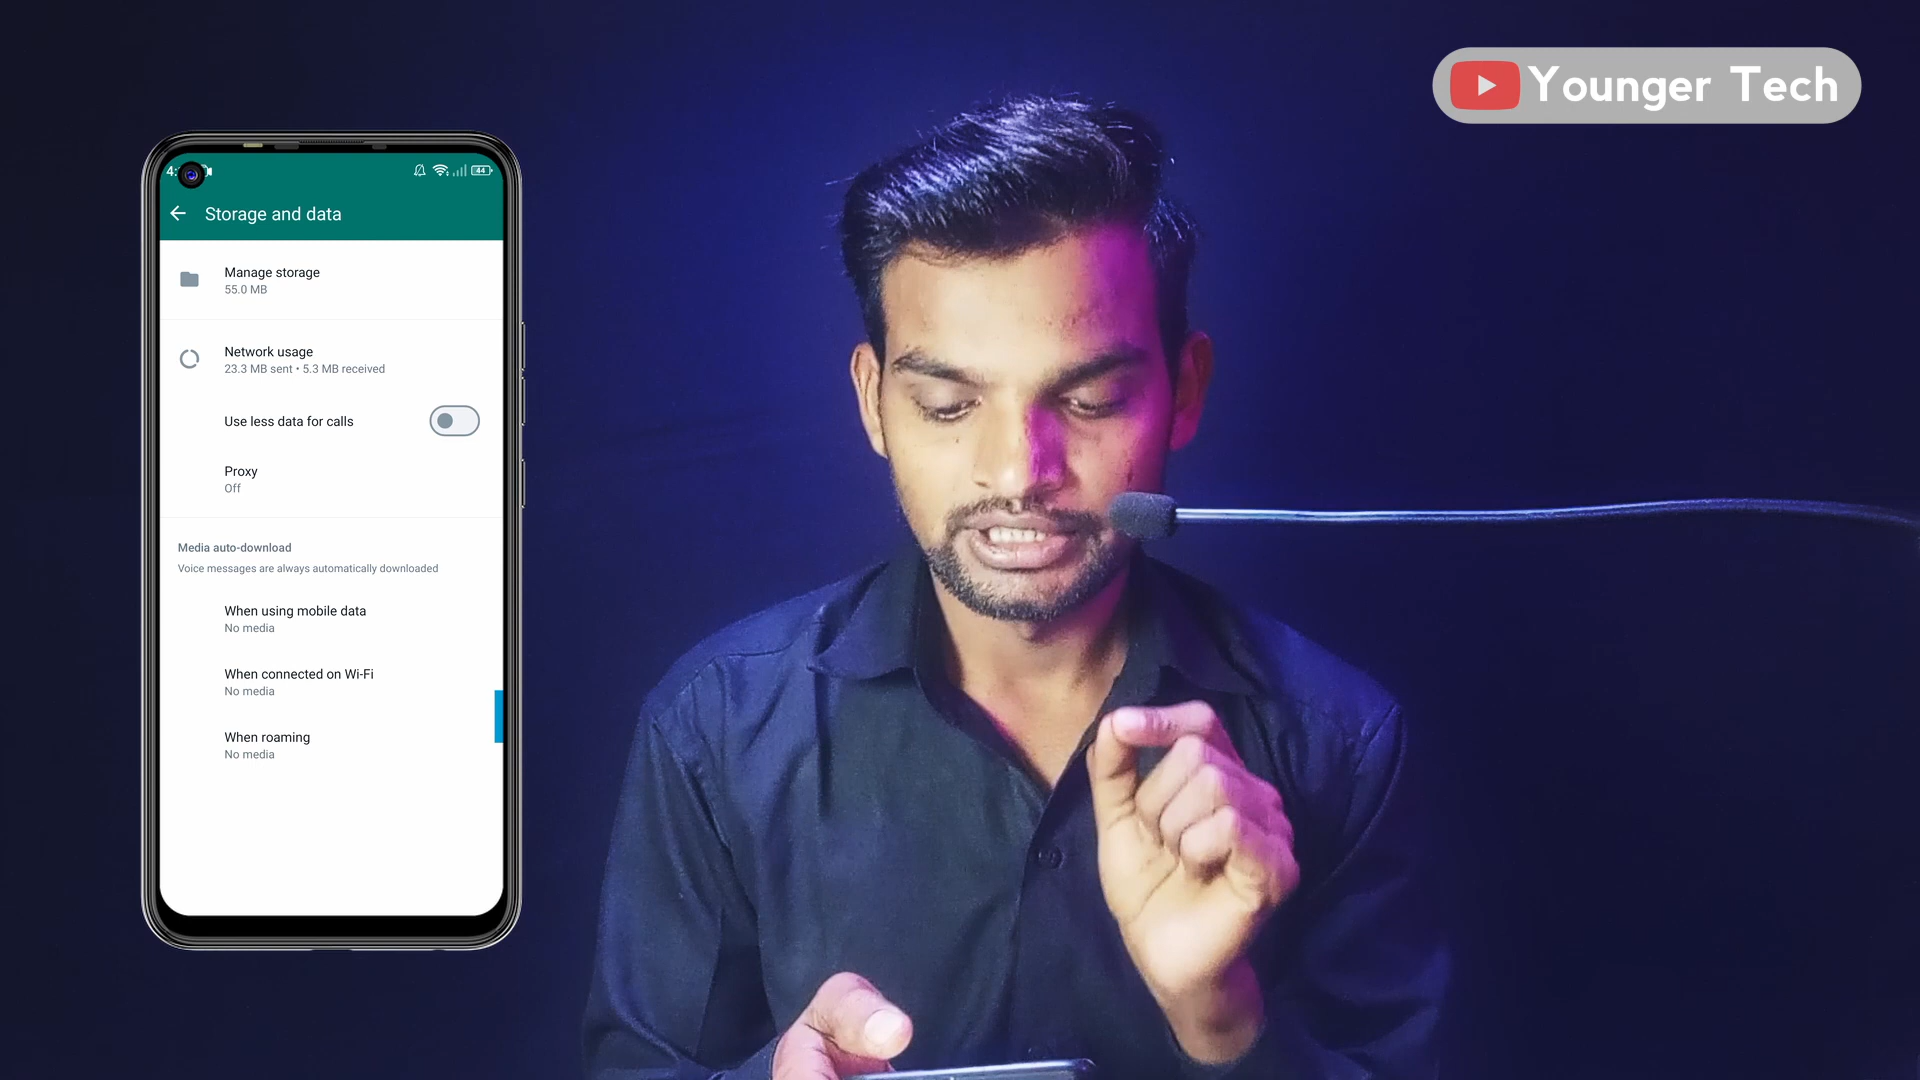 Younger Tech
44
Storage and data
Manage storage
55.0 MB
Network usage
23.3 MB sent • 5.3 MB received
Use less data for calls
Proxy
Off
Media auto-download
Voice messages are always automatically downloaded
When using mobile data
No media
When connected on Wi-Fi
No media
When roaming
No media